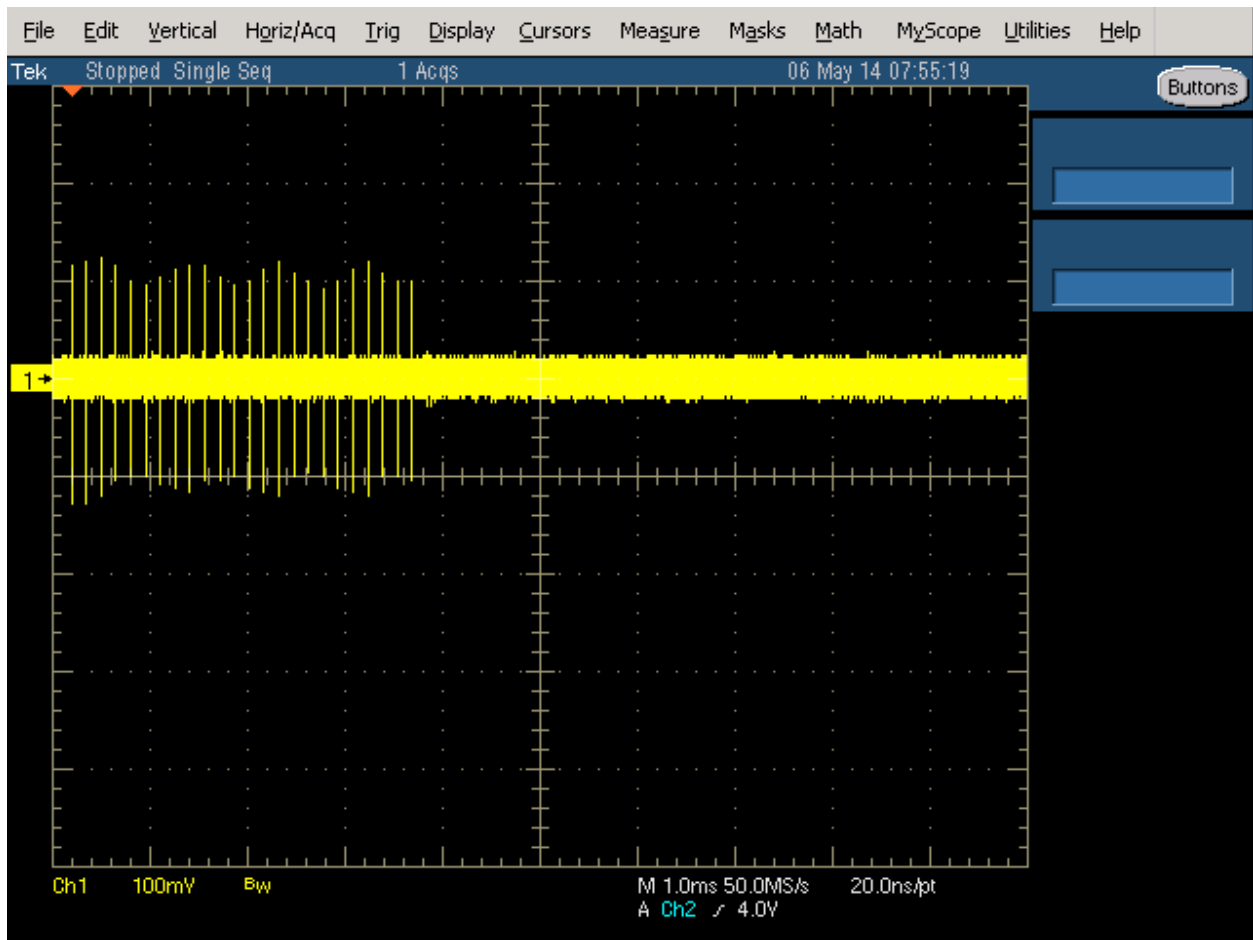 File Edit Vertical Horiz/Acq Trig Display Cursors Measure Masks Math MyScope Utilities Help
Tek Stopped Single Seq 1 Acqs 06 May 14 07:55:19
Buttons
1
Ch1 100mV BW M 1.0ms 50.0MS/s 20.0ns/pt
A Ch2 4.0V